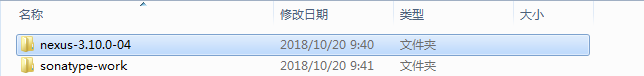 名称 修改日期 类型 大小
nexus-3.10.0-04 2018/10/20 9:40 文件夹
sonatype-work 2018/10/20 9:41 文件夹